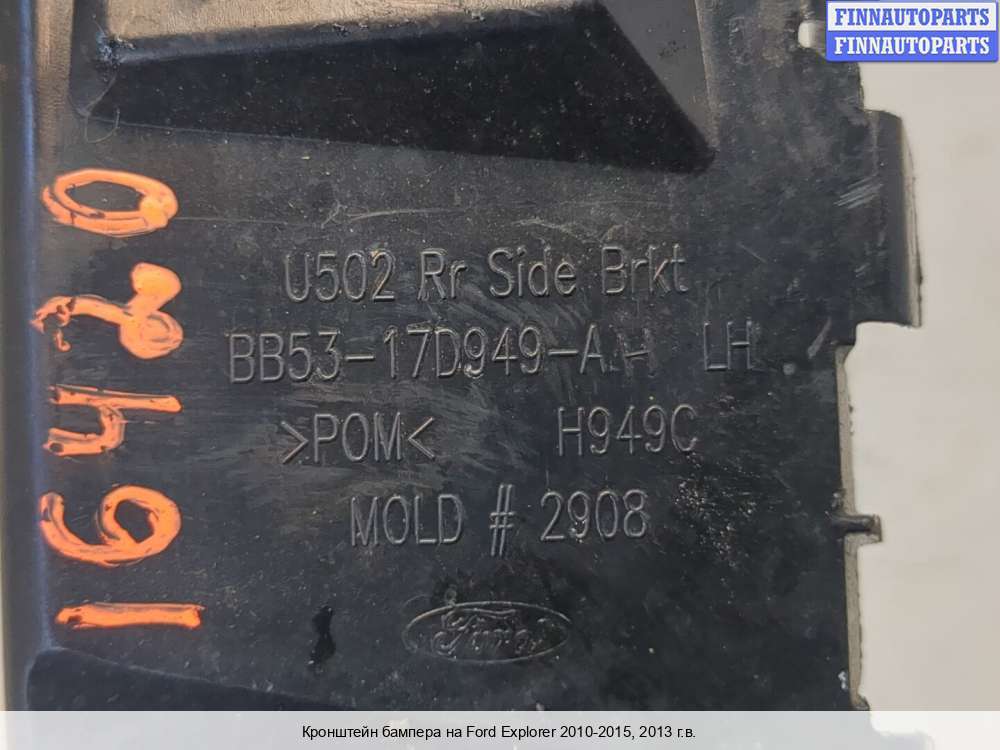 FINNAUTOPARTS
FINNAUTOPARTS
U502 Rr Side Brkt
BB53-17D949-AH LH
>POM< H949C
MOLD # 2908
Ford
16420
Кронштейн бампера на Ford Explorer 2010-2015, 2013 г.в.